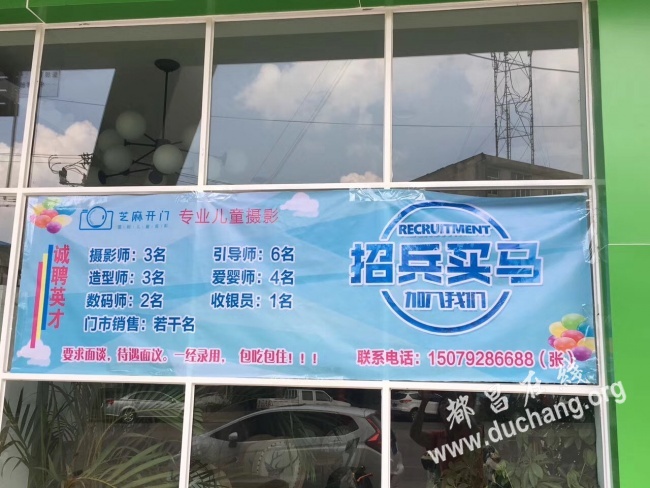 芝麻开门 专业儿童摄影
诚聘英才
摄影师：3名
引导师：6名
造型师：3名
爱婴师：4名
数码师：2名
收银员：1名
门市销售：若干名
要求面谈，待遇面议。一经录用， 包吃包住！！！
RECRUITMENT
招兵买马
加入我们
联系电话：15079286688（张）
都昌在线
www.duchang.org